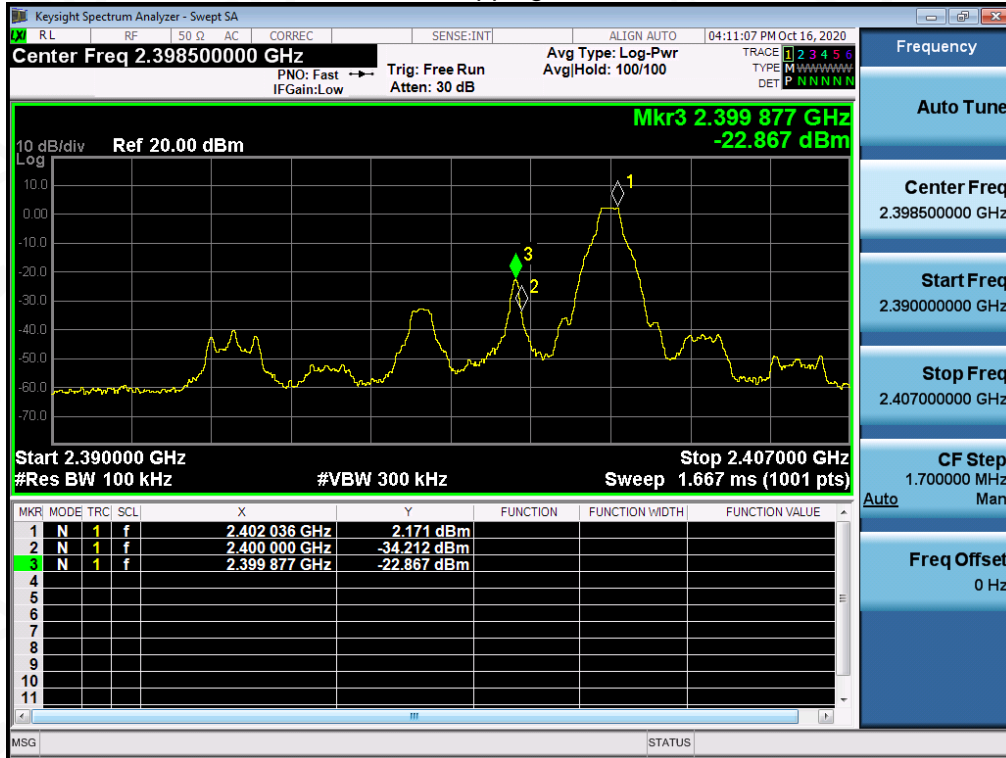 Keysight Spectrum Analyzer - Swept SA
LXI RL RF 50 Ω AC CORREC SENSE:INT ALIGN AUTO 04:11:07 PM Oct 16, 2020
Center Freq 2.398500000 GHz
PNO: Fast
IFGain:Low
Trig: Free Run
Atten: 30 dB
Avg Type: Log-Pwr
Avg|Hold: 100/100
TRACE 1 2 3 4 5 6
TYPE M W W W W W
DET P N N N N N
Mkr3 2.399 877 GHz
-22.867 dBm
10 dB/div Ref 20.00 dBm
Log
10.0
0.00
-10.0
-20.0
-30.0
-40.0
-50.0
-60.0
-70.0
1
3
2
Start 2.390000 GHz Stop 2.407000 GHz
#Res BW 100 kHz #VBW 300 kHz Sweep 1.667 ms (1001 pts)
MKR MODE TRC SCL X Y FUNCTION FUNCTION WIDTH FUNCTION VALUE
1 N 1 f 2.402 036 GHz 2.171 dBm
2 N 1 f 2.400 000 GHz -34.212 dBm
3 N 1 f 2.399 877 GHz -22.867 dBm
4
5
6
7
8
9
10
11
MSG STATUS
Frequency
Auto Tune
Center Freq
2.398500000 GHz
Start Freq
2.390000000 GHz
Stop Freq
2.407000000 GHz
CF Step
1.700000 MHz
Auto Man
Freq Offset
0 Hz